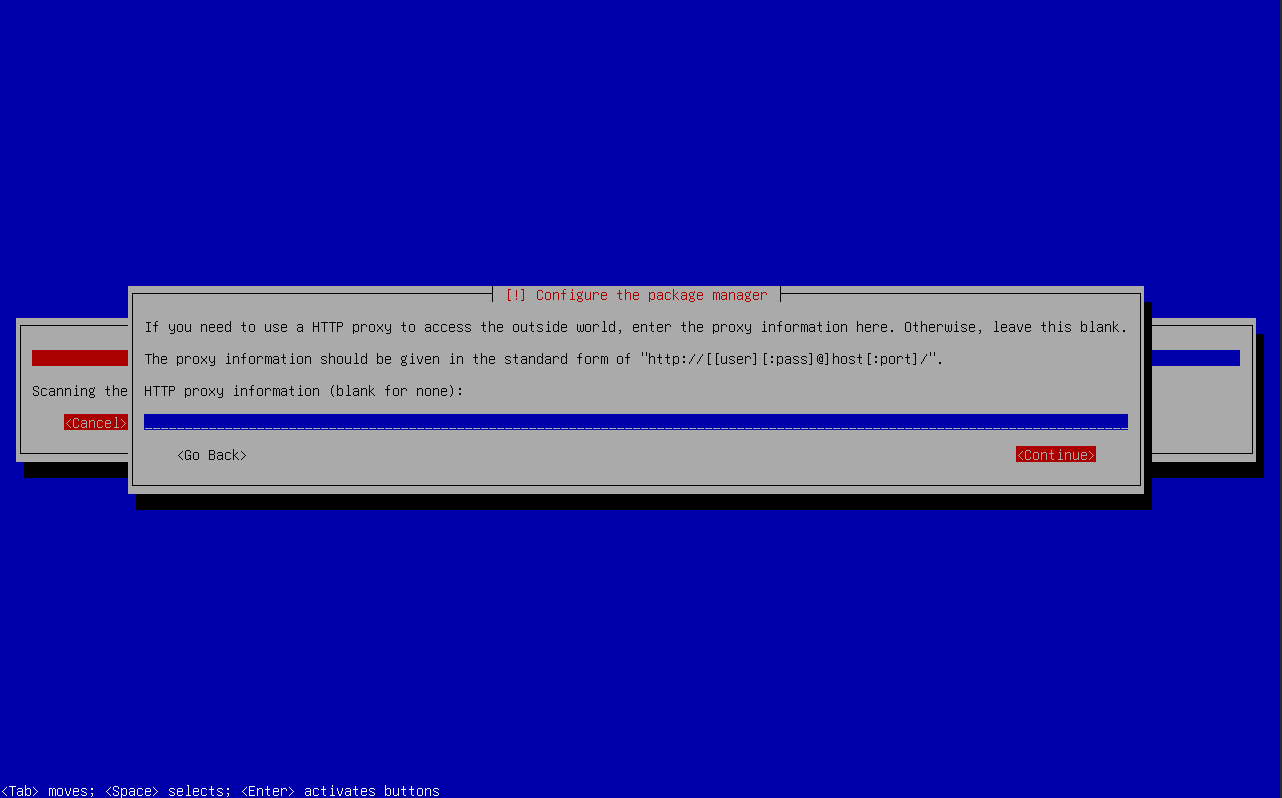 [!] Configure the package manager
If you need to use a HTTP proxy to access the outside world, enter the proxy information here. Otherwise, leave this blank.
The proxy information should be given in the standard form of "http://[[user][:pass]@]host[:port]/".
Scanning the
HTTP proxy information (blank for none):
<Cancel>
<Go Back>
<Continue>
<Tab> moves; <Space> selects; <Enter> activates buttons